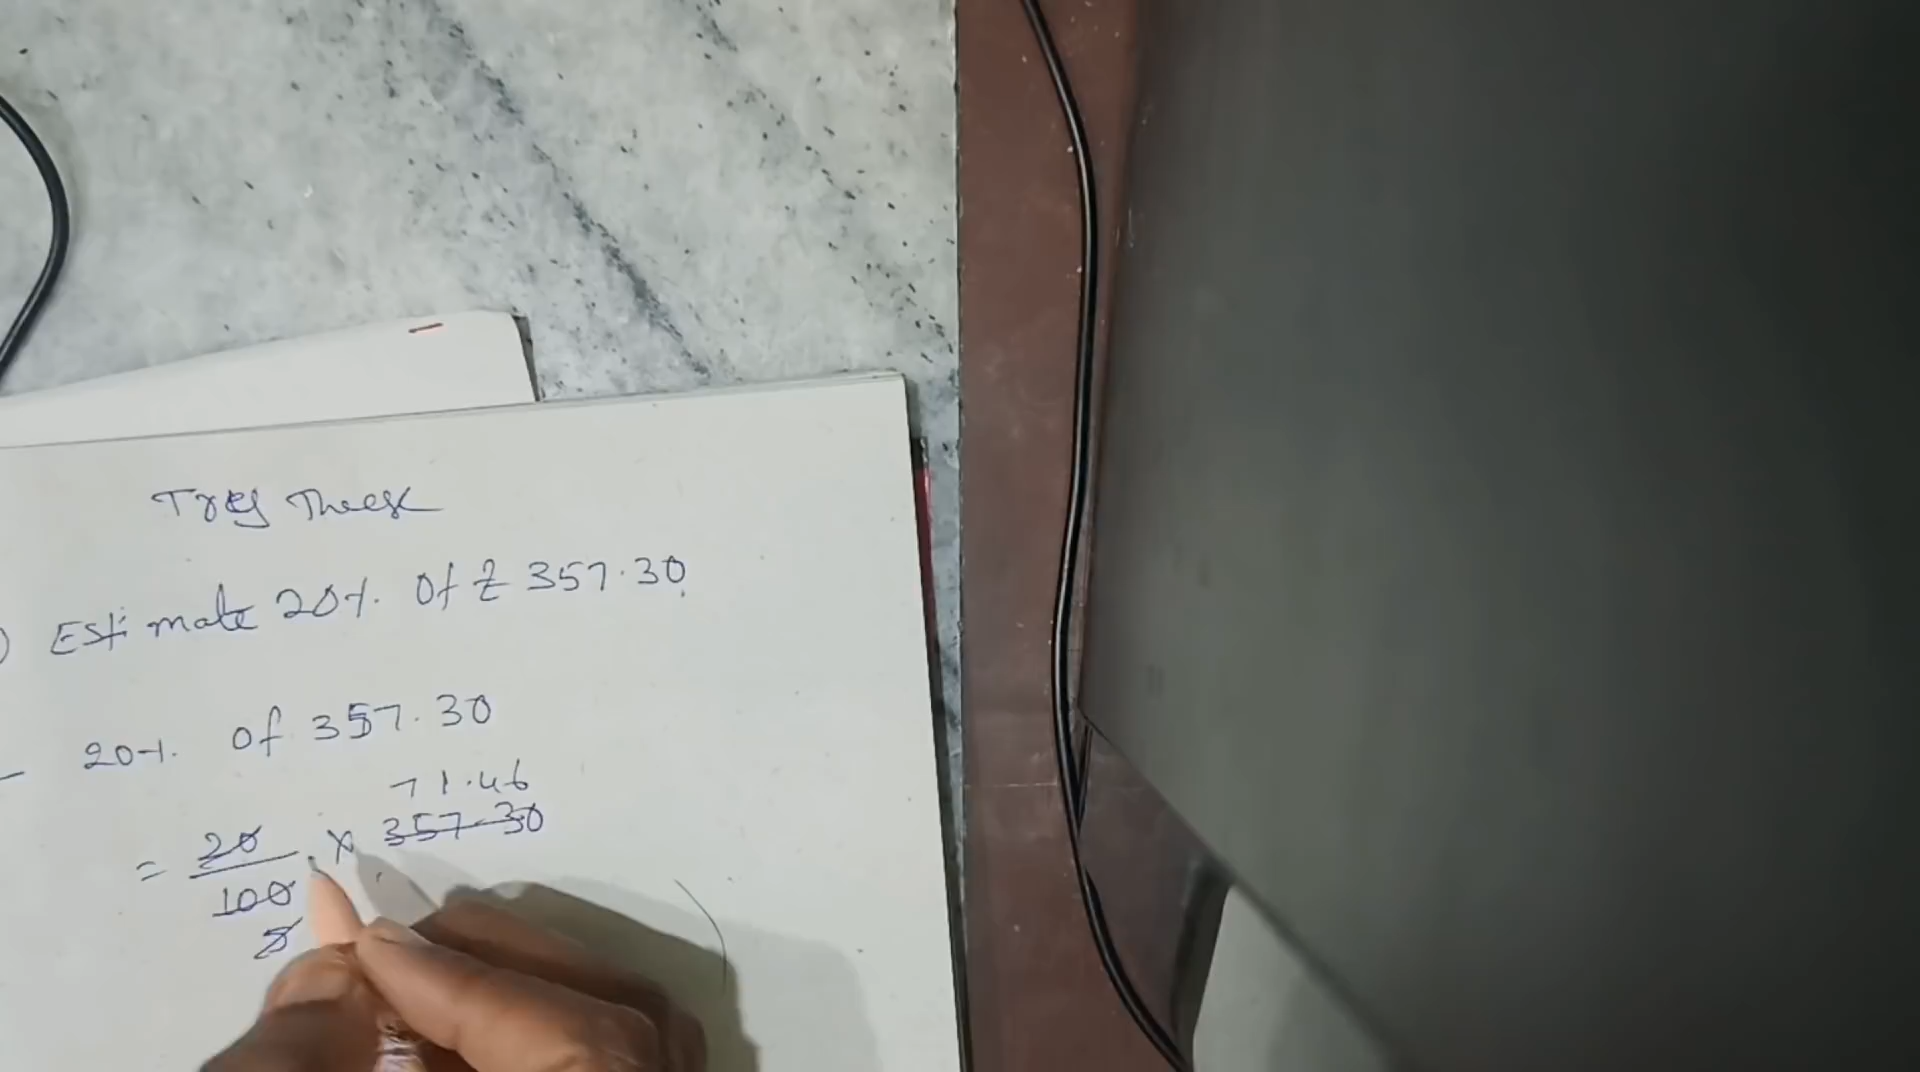 Try These
) Estimate 20%. Of ₹ 357.30
20%. of 357.30
71.46
= 20/100 × 357.30
5